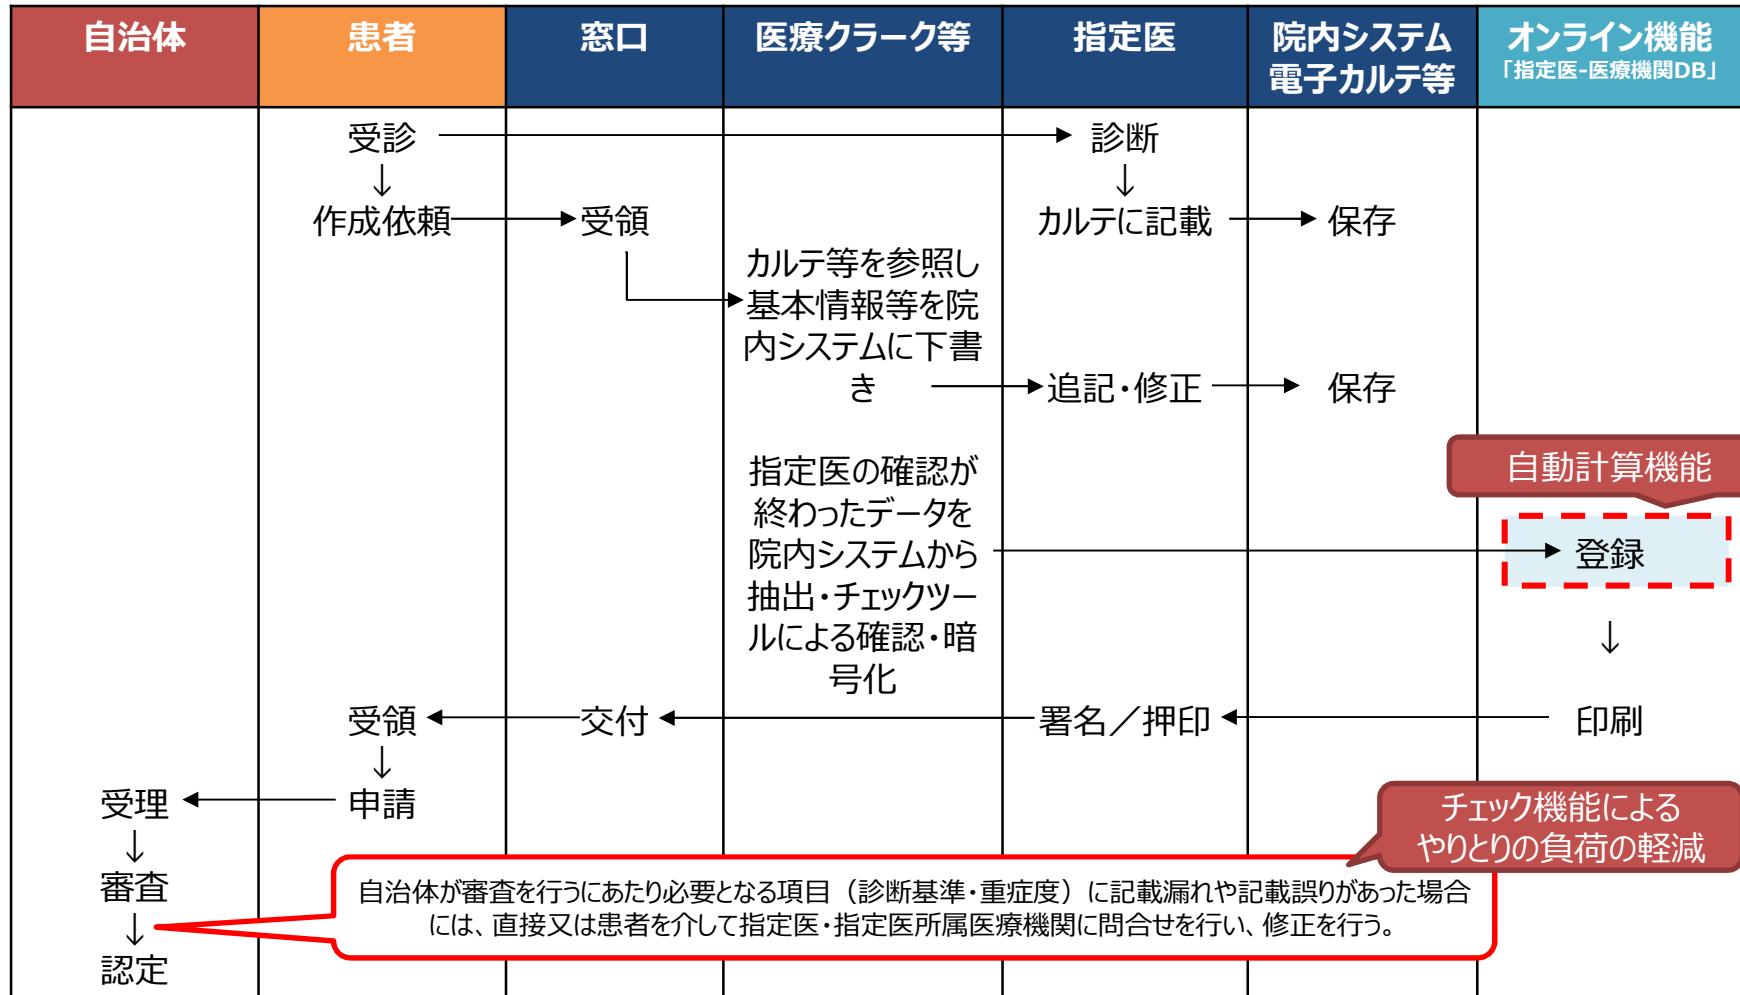 自治体
患者
窓口
医療クラーク等
指定医
院内システム
電子カルテ等
オンライン機能
「指定医-医療機関DB」
受診
診断
↓
↓
作成依頼
受領
カルテに記載
保存
カルテ等を参照し
基本情報等を院
内システムに下書
き
追記・修正
保存
自動計算機能
指定医の確認が
終わったデータを
院内システムから
抽出・チェックツー
ルによる確認・暗
号化
登録
↓
受領
交付
署名／押印
印刷
↓
受理
申請
チェック機能による
やりとりの負荷の軽減
↓
審査
自治体が審査を行うにあたり必要となる項目（診断基準・重症度）に記載漏れや記載誤りがあった場合
には、直接又は患者を介して指定医・指定医所属医療機関に問合せを行い、修正を行う。
↓
認定